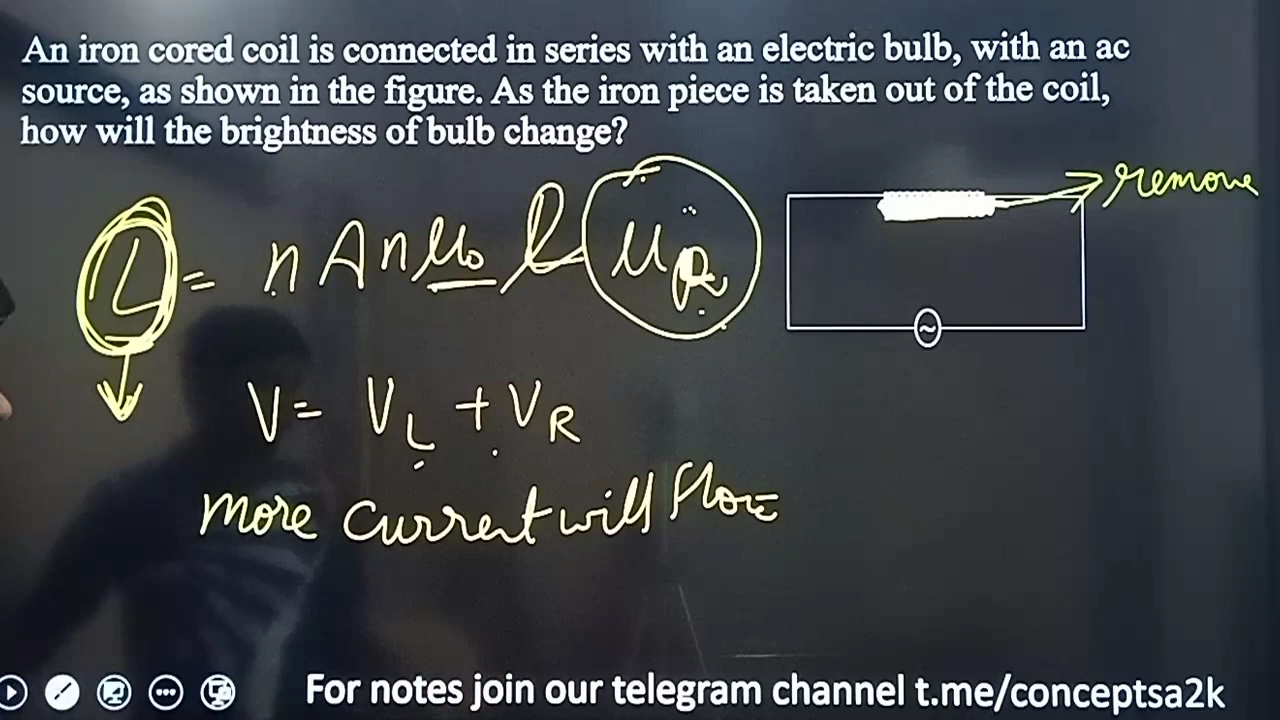 An iron cored coil is connected in series with an electric bulb, with an ac
source, as shown in the figure. As the iron piece is taken out of the coil,
how will the brightness of bulb change?
remove
L = nAnμ₀ l μR
~
V = VL + VR
more current will flow
For notes join our telegram channel t.me/conceptsa2k